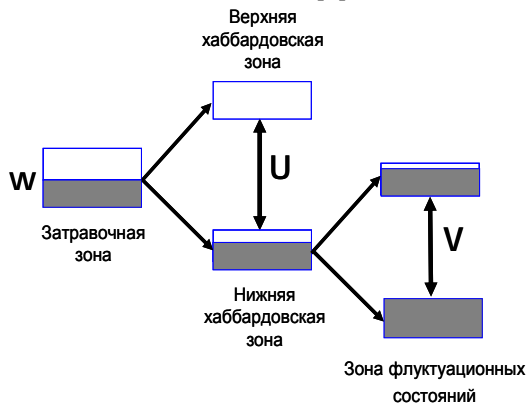 Верхняя
хаббардовская
зона
W
U
V
Затравочная
зона
Нижняя
хаббардовская
зона
Зона флуктуационных
состояний